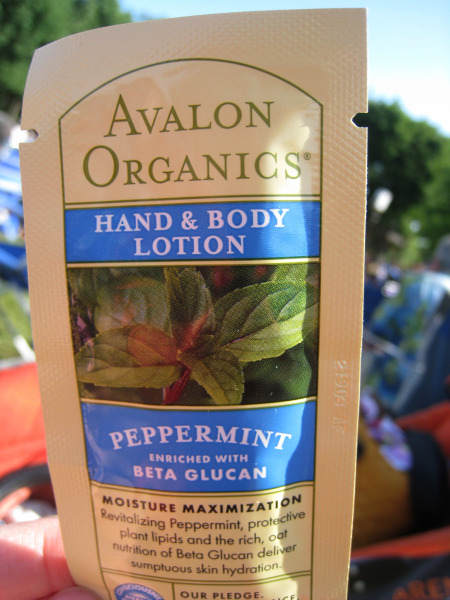 AVALON
ORGANICS®
HAND & BODY
LOTION
PEPPERMINT
ENRICHED WITH
BETA GLUCAN
MOISTURE MAXIMIZATION
Revitalizing Peppermint, protective
plant lipids and the rich, oat
nutrition of Beta Glucan deliver
sumptuous skin hydration.
OUR PLEDGE.